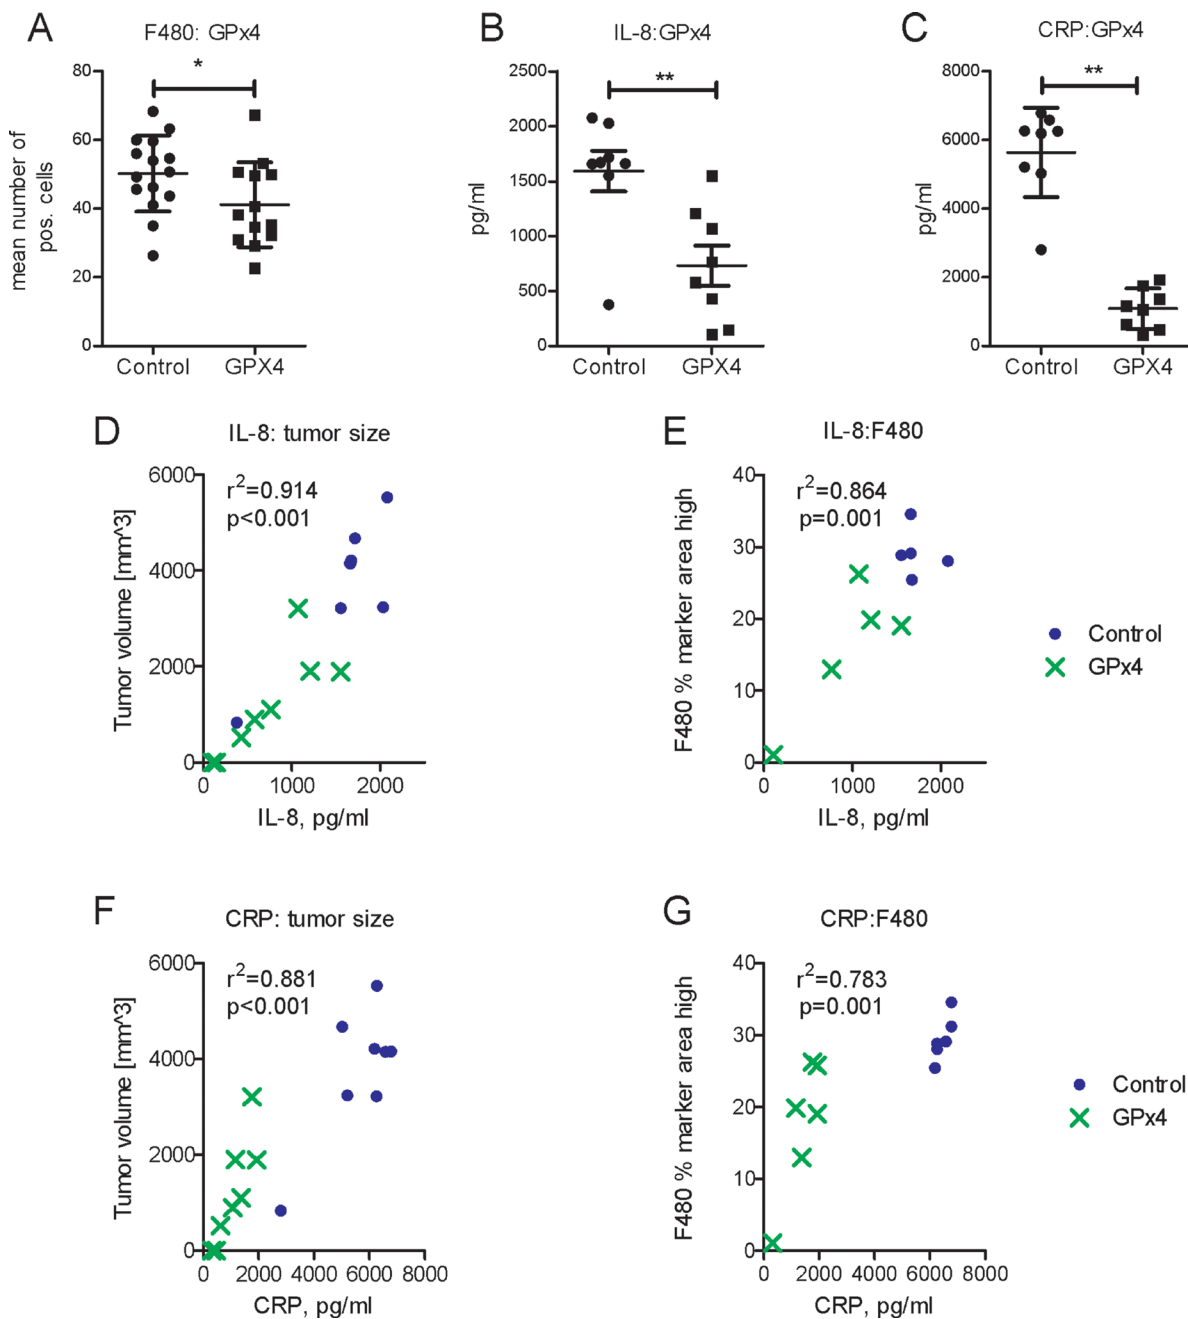 A
F480: GPx4
*
80
60
40
20
0
mean number of
pos. cells
Control
GPX4
B
IL-8:GPx4
**
2500
2000
1500
1000
500
0
pg/ml
Control
GPX4
C
CRP:GPx4
**
8000
6000
4000
2000
0
pg/ml
Control
GPX4
D
IL-8: tumor size
r²=0.914
p<0.001
6000
4000
2000
0
Tumor volume [mm^3]
0 1000 2000
IL-8, pg/ml
E
IL-8:F480
r²=0.864
p=0.001
40
30
20
10
0
F480 % marker area high
0 1000 2000
IL-8, pg/ml
Control
GPx4
F
CRP: tumor size
r²=0.881
p<0.001
6000
4000
2000
0
Tumor volume [mm^3]
0 2000 4000 6000 8000
CRP, pg/ml
G
CRP:F480
r²=0.783
p=0.001
40
30
20
10
0
F480 % marker area high
0 2000 4000 6000 8000
CRP, pg/ml
Control
GPx4